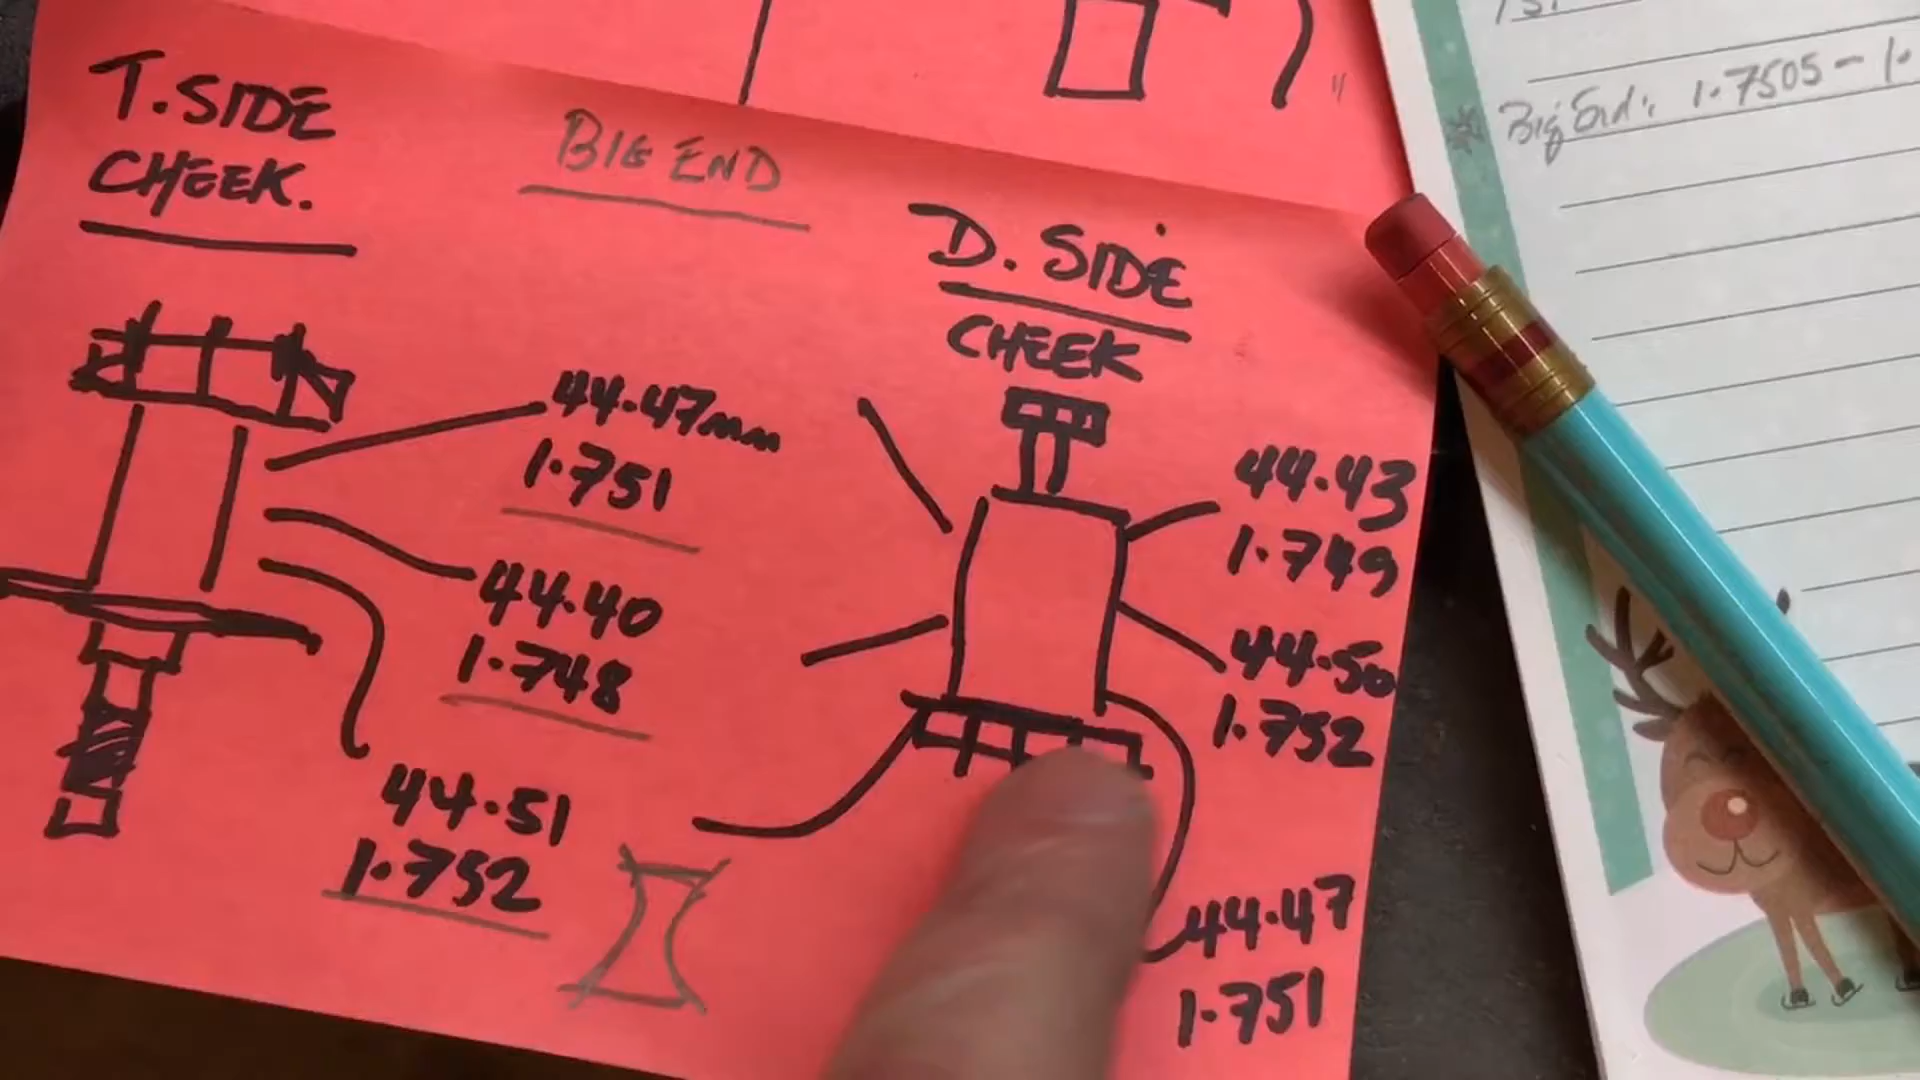 T. SIDE
CHEEK.
BIG END
D. SIDE
CHEEK
44.47mm
1.751
44.40
1.748
44.51
1.752
44.43
1.749
44.50
1.752
44.47
1.751
* Big End: 1.7505 - 1.